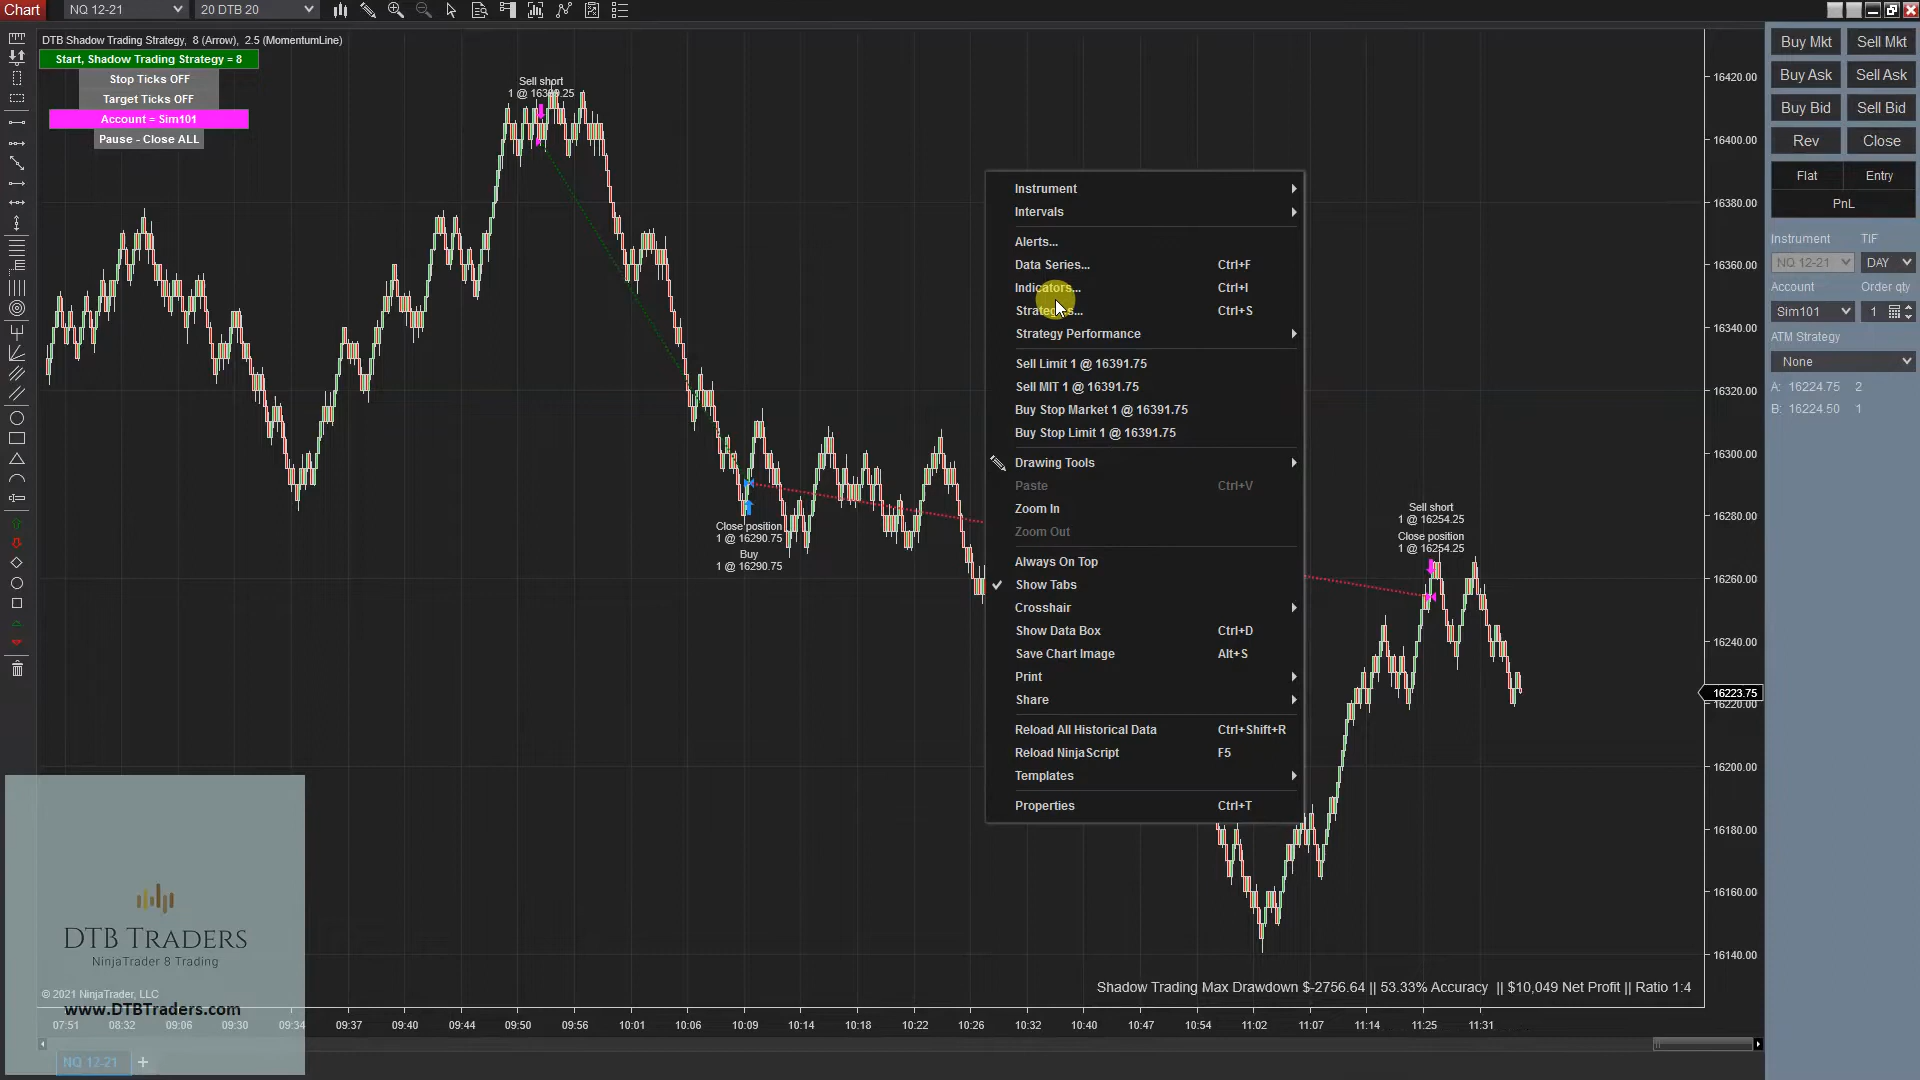 Chart NQ 12-21 20 DTB 20
DTB Shadow Trading Strategy, 8 (Arrow), 2.5 (MomentumLine)
Start, Shadow Trading Strategy = 8
Stop Ticks OFF
Target Ticks OFF
Account = Sim101
Pause - Close ALL
Sell short
Close position
1 @ 16290.75
Buy
1 @ 16290.75
Instrument
Intervals
Alerts...
Data Series... Ctrl+F
Indicators... Ctrl+I
Strategies... Ctrl+S
Strategy Performance
Sell Limit 1 @ 16391.75
Sell MIT 1 @ 16391.75
Buy Stop Market 1 @ 16391.75
Buy Stop Limit 1 @ 16391.75
Drawing Tools
Paste Ctrl+V
Zoom In
Zoom Out
Always On Top
Show Tabs
Crosshair
Show Data Box Ctrl+D
Save Chart Image Alt+S
Print
Share
Reload All Historical Data Ctrl+Shift+R
Reload NinjaScript F5
Templates
Properties Ctrl+T
Sell short
1 @ 16254.25
Close position
1 @ 16254.25
16420.00
16400.00
16380.00
16360.00
16340.00
16320.00
16300.00
16280.00
16260.00
16240.00
16223.75
16220.00
16200.00
16180.00
16160.00
16140.00
Buy Mkt Sell Mkt
Buy Ask Sell Ask
Buy Bid Sell Bid
Rev Close
Flat Entry
PnL
Instrument TIF
NQ 12-21 DAY
Account Order qty
Sim101 1
ATM Strategy
None
A: 16224.75 2
B: 16224.50 1
DTB TRADERS
NINJATRADER 8 TRADING
© 2021 NinjaTrader, LLC
www.DTBTraders.com
Shadow Trading Max Drawdown $-2756.64 || 53.33% Accuracy || $10,049 Net Profit || Ratio 1:4
07:51 08:32 09:06 09:30 09:34 09:37 09:40 09:44 09:50 09:56 10:01 10:06 10:09 10:14 10:18 10:22 10:26 10:32 10:40 10:47 10:54 11:02 11:07 11:14 11:25 11:31
NQ 12-21 +